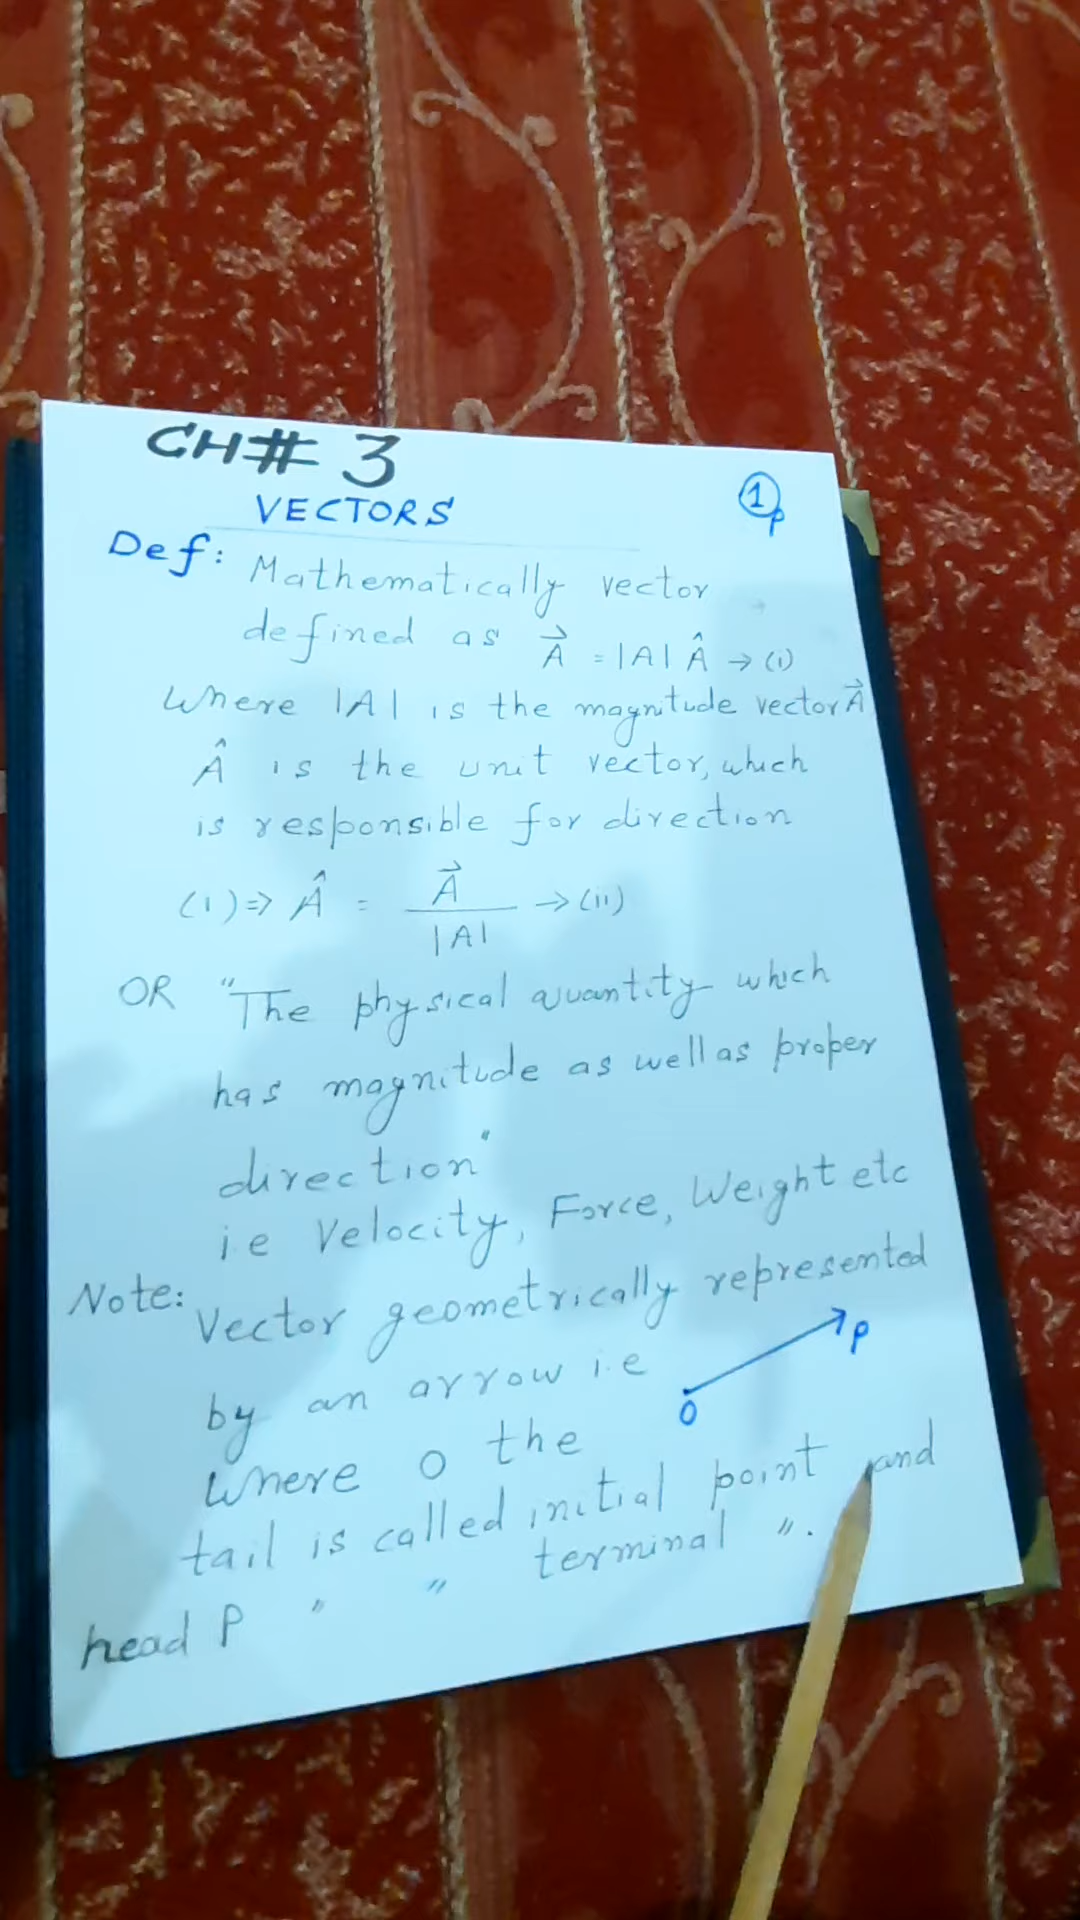 CH# 3
VECTORS
1p
Def: Mathematically vector
defined as A⃗ = |A| Â → (i)
Where |A| is the magnitude vector A⃗
Â is the unit vector, which
is responsible for direction
(i) ⇒ Â = A⃗ / |A| → (ii)
OR "The physical quantity which
has magnitude as well as proper
direction"
i.e Velocity, Force, Weight etc
Note: Vector geometrically represented
by an arrow i.e
O P
where O the
tail is called initial point and
head P " " terminal ".